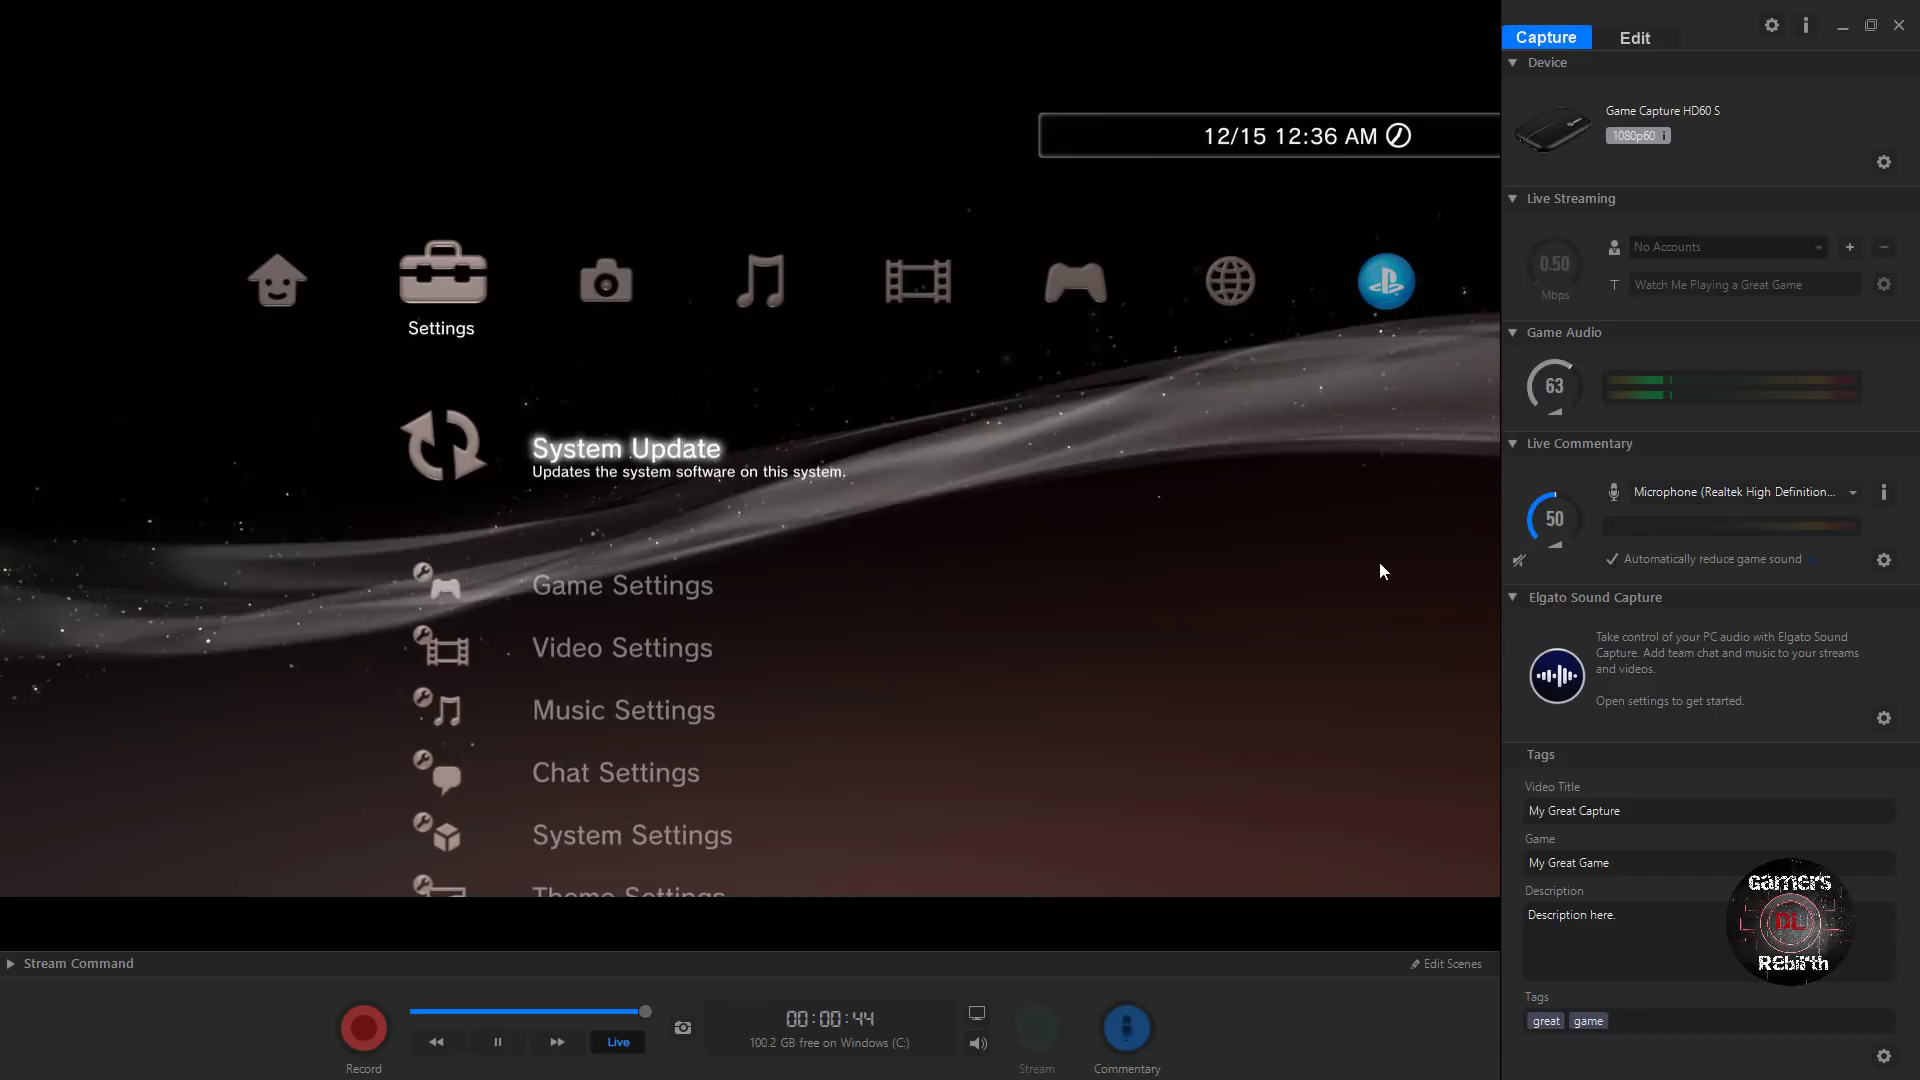 Capture
Edit
Device
Game Capture HD60 S
1080p60 i
12/15 12:36 AM
Live Streaming
No Accounts
0.50
Mbps
T
Watch Me Playing a Great Game
Settings
Game Audio
63
System Update
Updates the system software on this system.
Live Commentary
Microphone (Realtek High Definition...
50
Automatically reduce game sound
Game Settings
Video Settings
Music Settings
Chat Settings
System Settings
Theme Settings
Elgato Sound Capture
Take control of your PC audio with Elgato Sound
Capture. Add team chat and music to your streams
and videos.
Open settings to get started.
Tags
Video Title
My Great Capture
Game
My Great Game
Description
Description here.
Gamers
DL
Rebirth
Tags
great game
Stream Command
Edit Scenes
Live
00:00:44
100.2 GB free on Windows (C:)
Record
Stream
Commentary